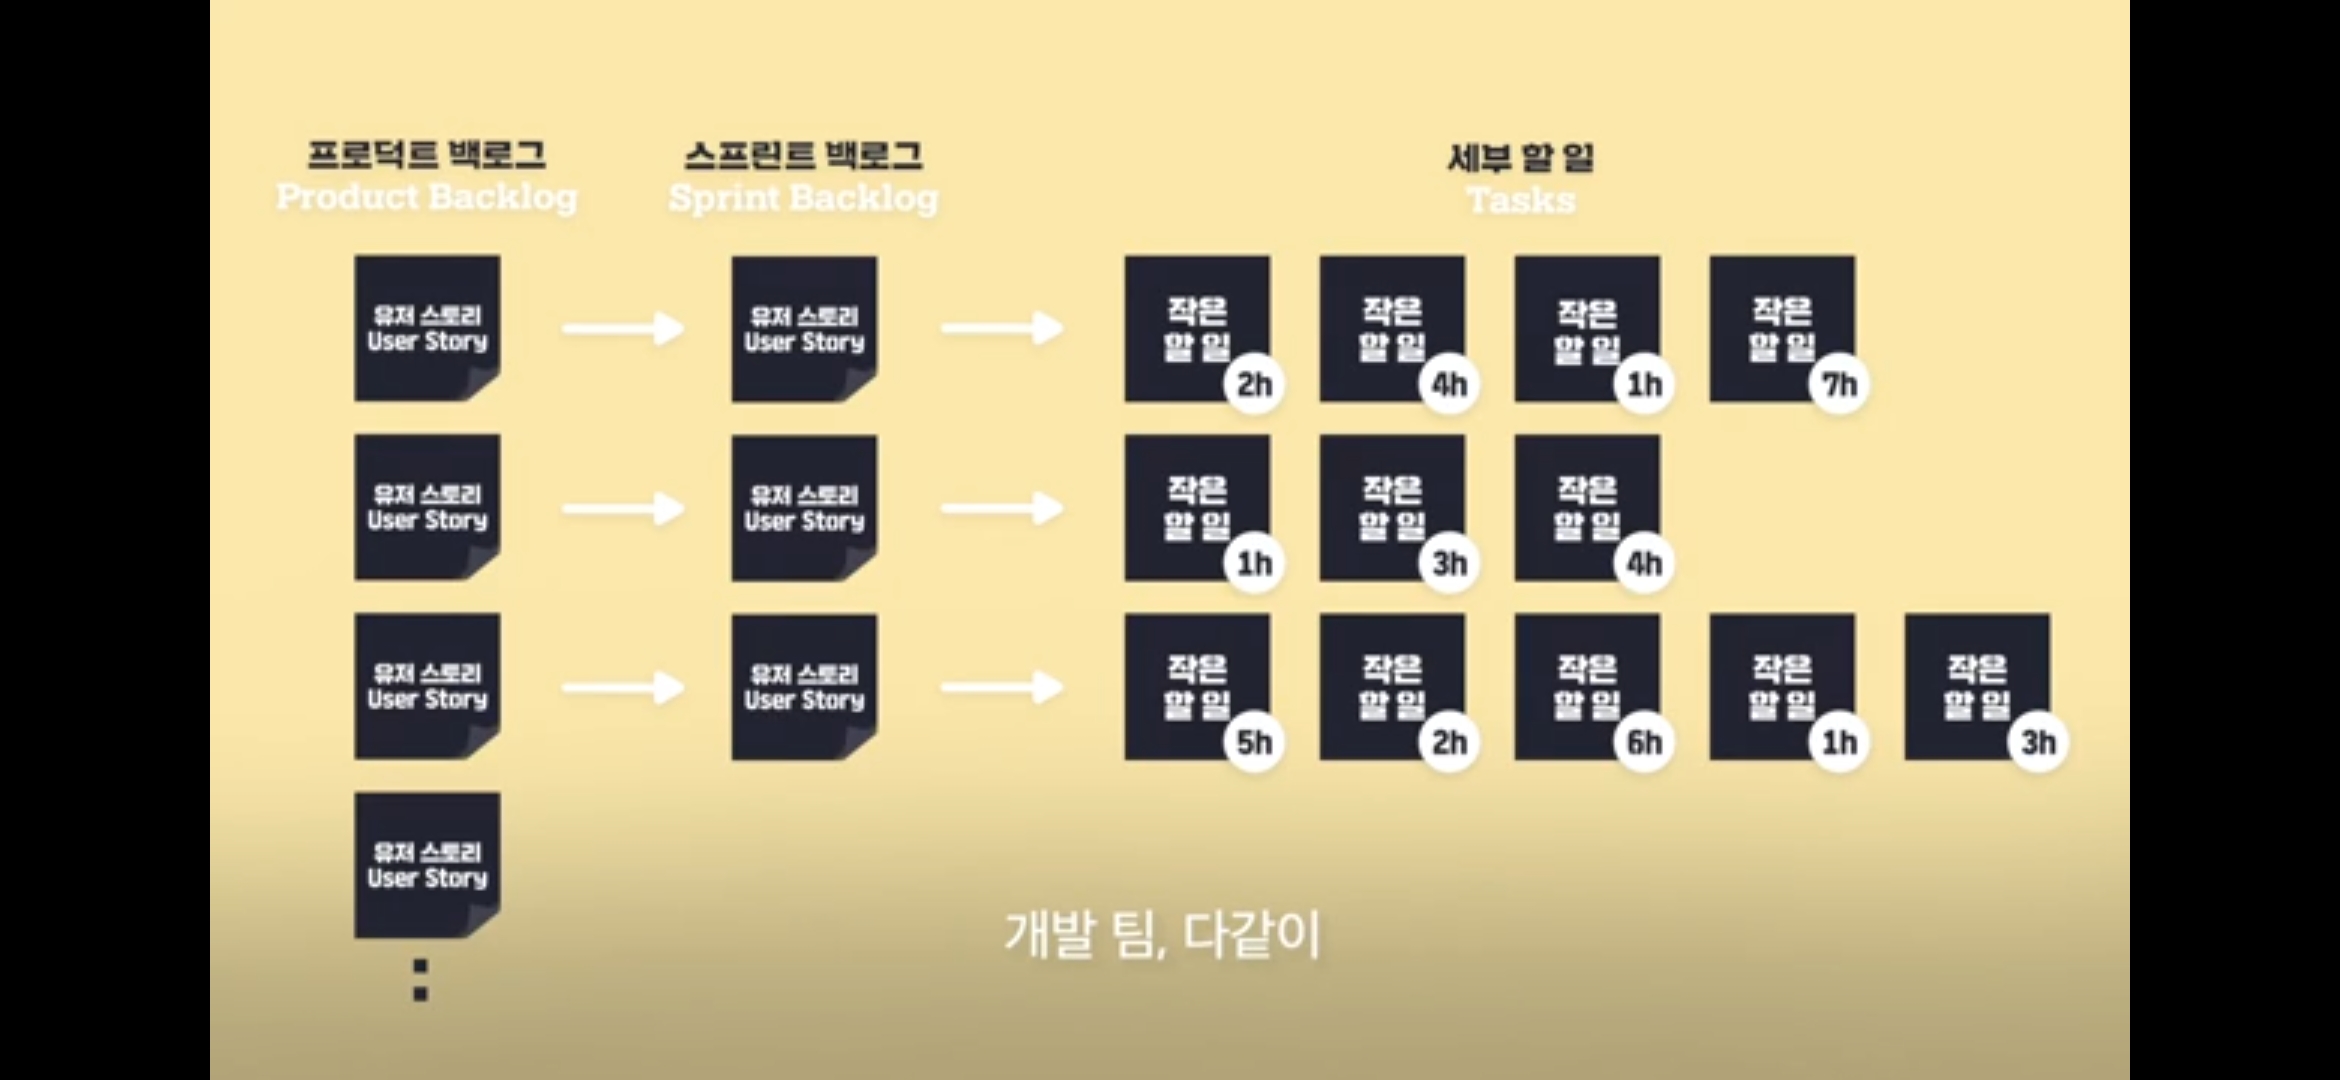 프로덕트 백로그
Product Backlog
스프린트 백로그
Sprint Backlog
세부 할 일
Tasks
유저 스토리
User Story
유저 스토리
User Story
작은
할 일
2h
작은
할 일
4h
작은
할 일
1h
작은
할 일
7h
유저 스토리
User Story
유저 스토리
User Story
작은
할 일
1h
작은
할 일
3h
작은
할 일
4h
유저 스토리
User Story
유저 스토리
User Story
작은
할 일
5h
작은
할 일
2h
작은
할 일
6h
작은
할 일
1h
작은
할 일
3h
유저 스토리
User Story
개발 팀, 다같이